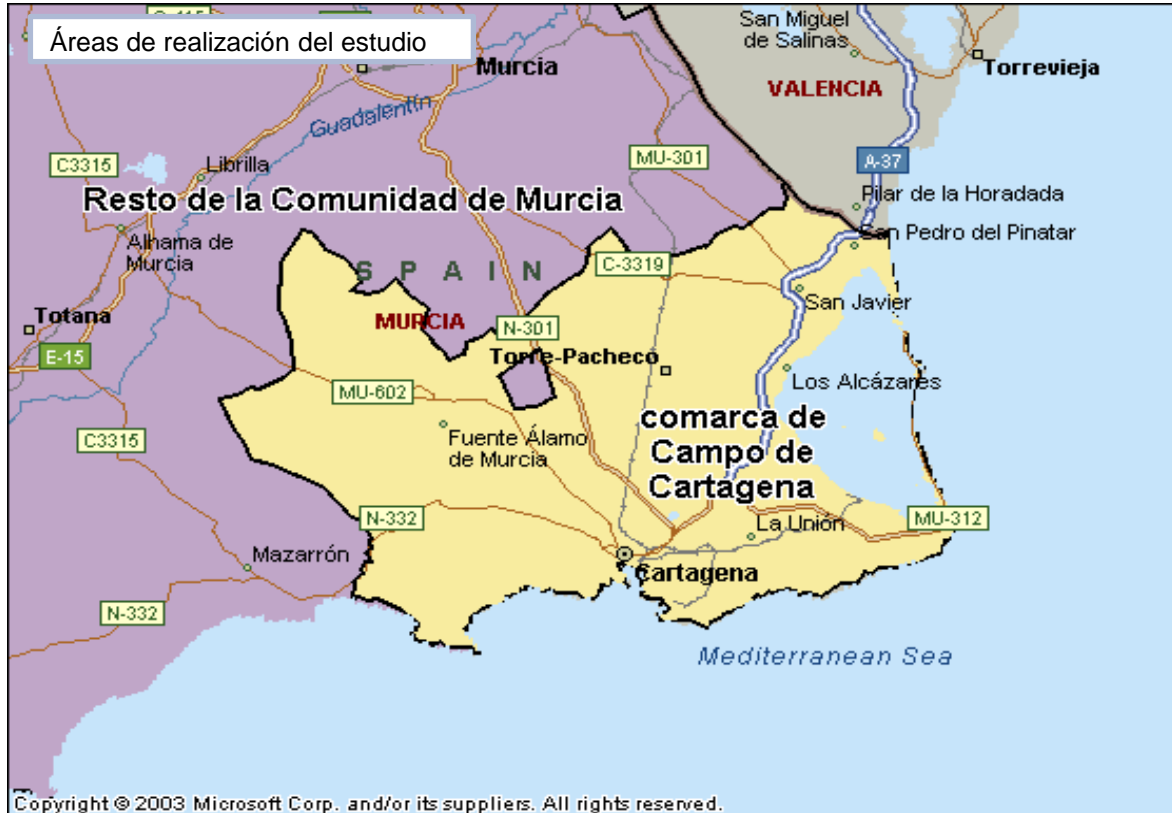 Áreas de realización del estudio
San Miguel
de Salinas
Murcia
Torrevieja
VALENCIA
Guadalentín
C3315
Librilla
MU-301
A-37
Resto de la Comunidad de Murcia
Pilar de la Horadada
Alhama de
Murcia
San Pedro del Pinatar
SPAIN
C-3319
San Javier
Totana
MURCIA
N-301
E-15
Torre-Pacheco
MU-602
Los Alcázares
comarca de
Campo de
Cartagena
C3315
Fuente Álamo
de Murcia
N-332
La Unión
MU-312
Mazarrón
Cartagena
N-332
Mediterranean Sea
Copyright © 2003 Microsoft Corp. and/or its suppliers. All rights reserved.